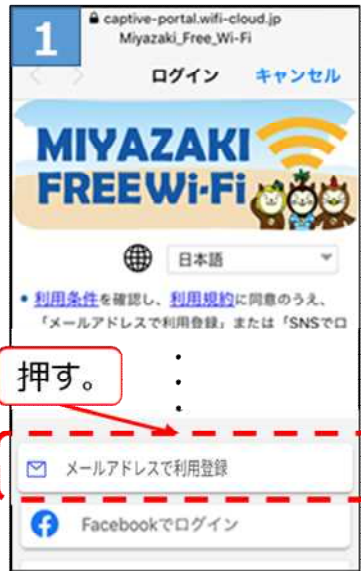 1
captive-portal.wifi-cloud.jp
Miyazaki_Free_Wi-Fi
ログイン キャンセル
MIYAZAKI
FREE Wi-Fi
日本語
・利用条件を確認し、利用規約に同意のうえ、
「メールアドレスで利用登録」または「SNSでロ
押す。
メールアドレスで利用登録
Facebookでログイン